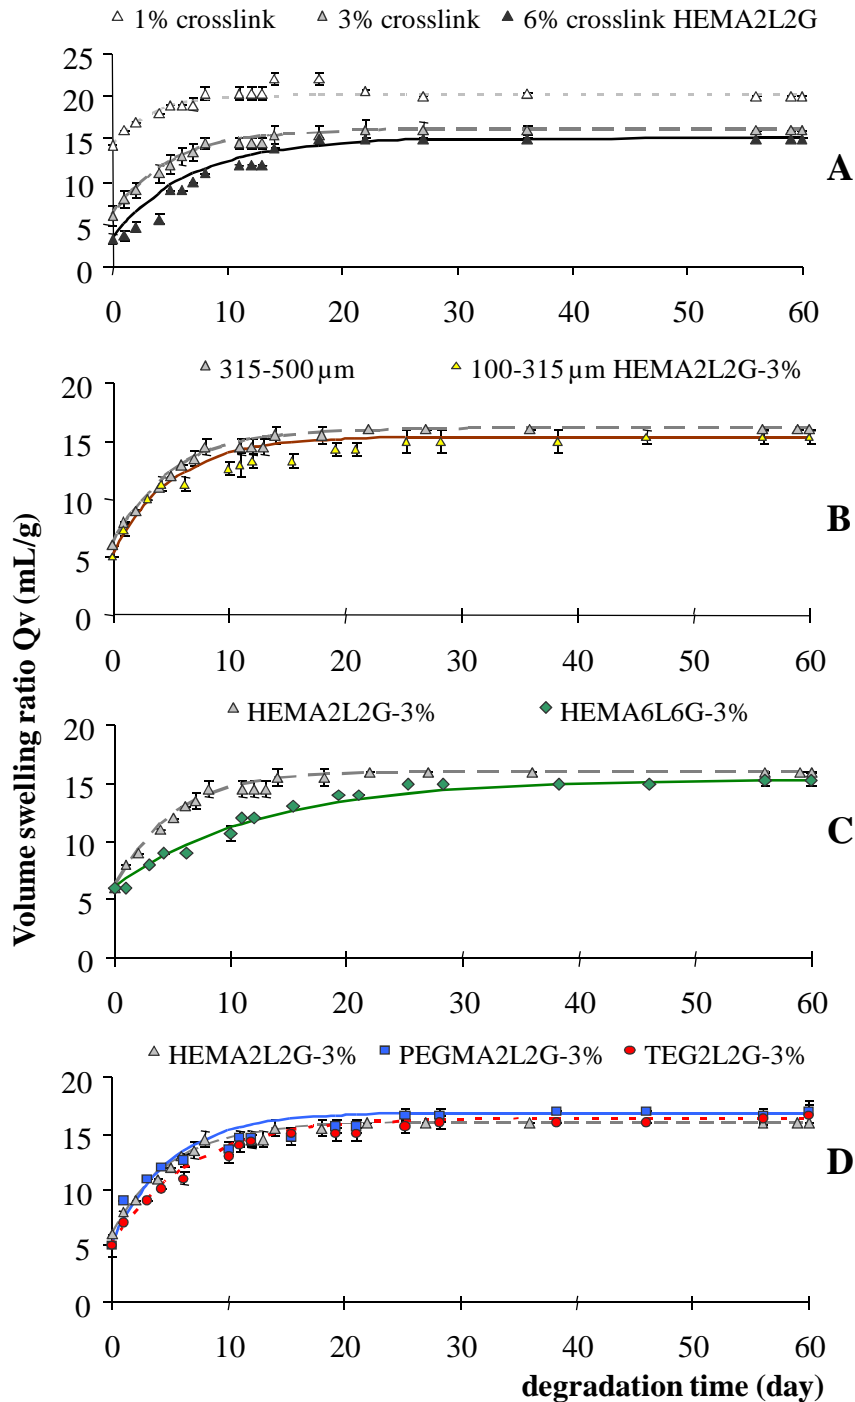 1% crosslink 3% crosslink 6% crosslink HEMA2L2G
25
20
15
10
5
0
0 10 20 30 40 50 60
A
315-500 µm 100-315 µm HEMA2L2G-3%
20
15
10
5
0
0 10 20 30 40 50 60
B
Volume swelling ratio Qv (mL/g)
HEMA2L2G-3% HEMA6L6G-3%
20
15
10
5
0
0 10 20 30 40 50 60
C
HEMA2L2G-3% PEGMA2L2G-3% TEG2L2G-3%
20
15
10
5
0
0 10 20 30 40 50 60
D
degradation time (day)